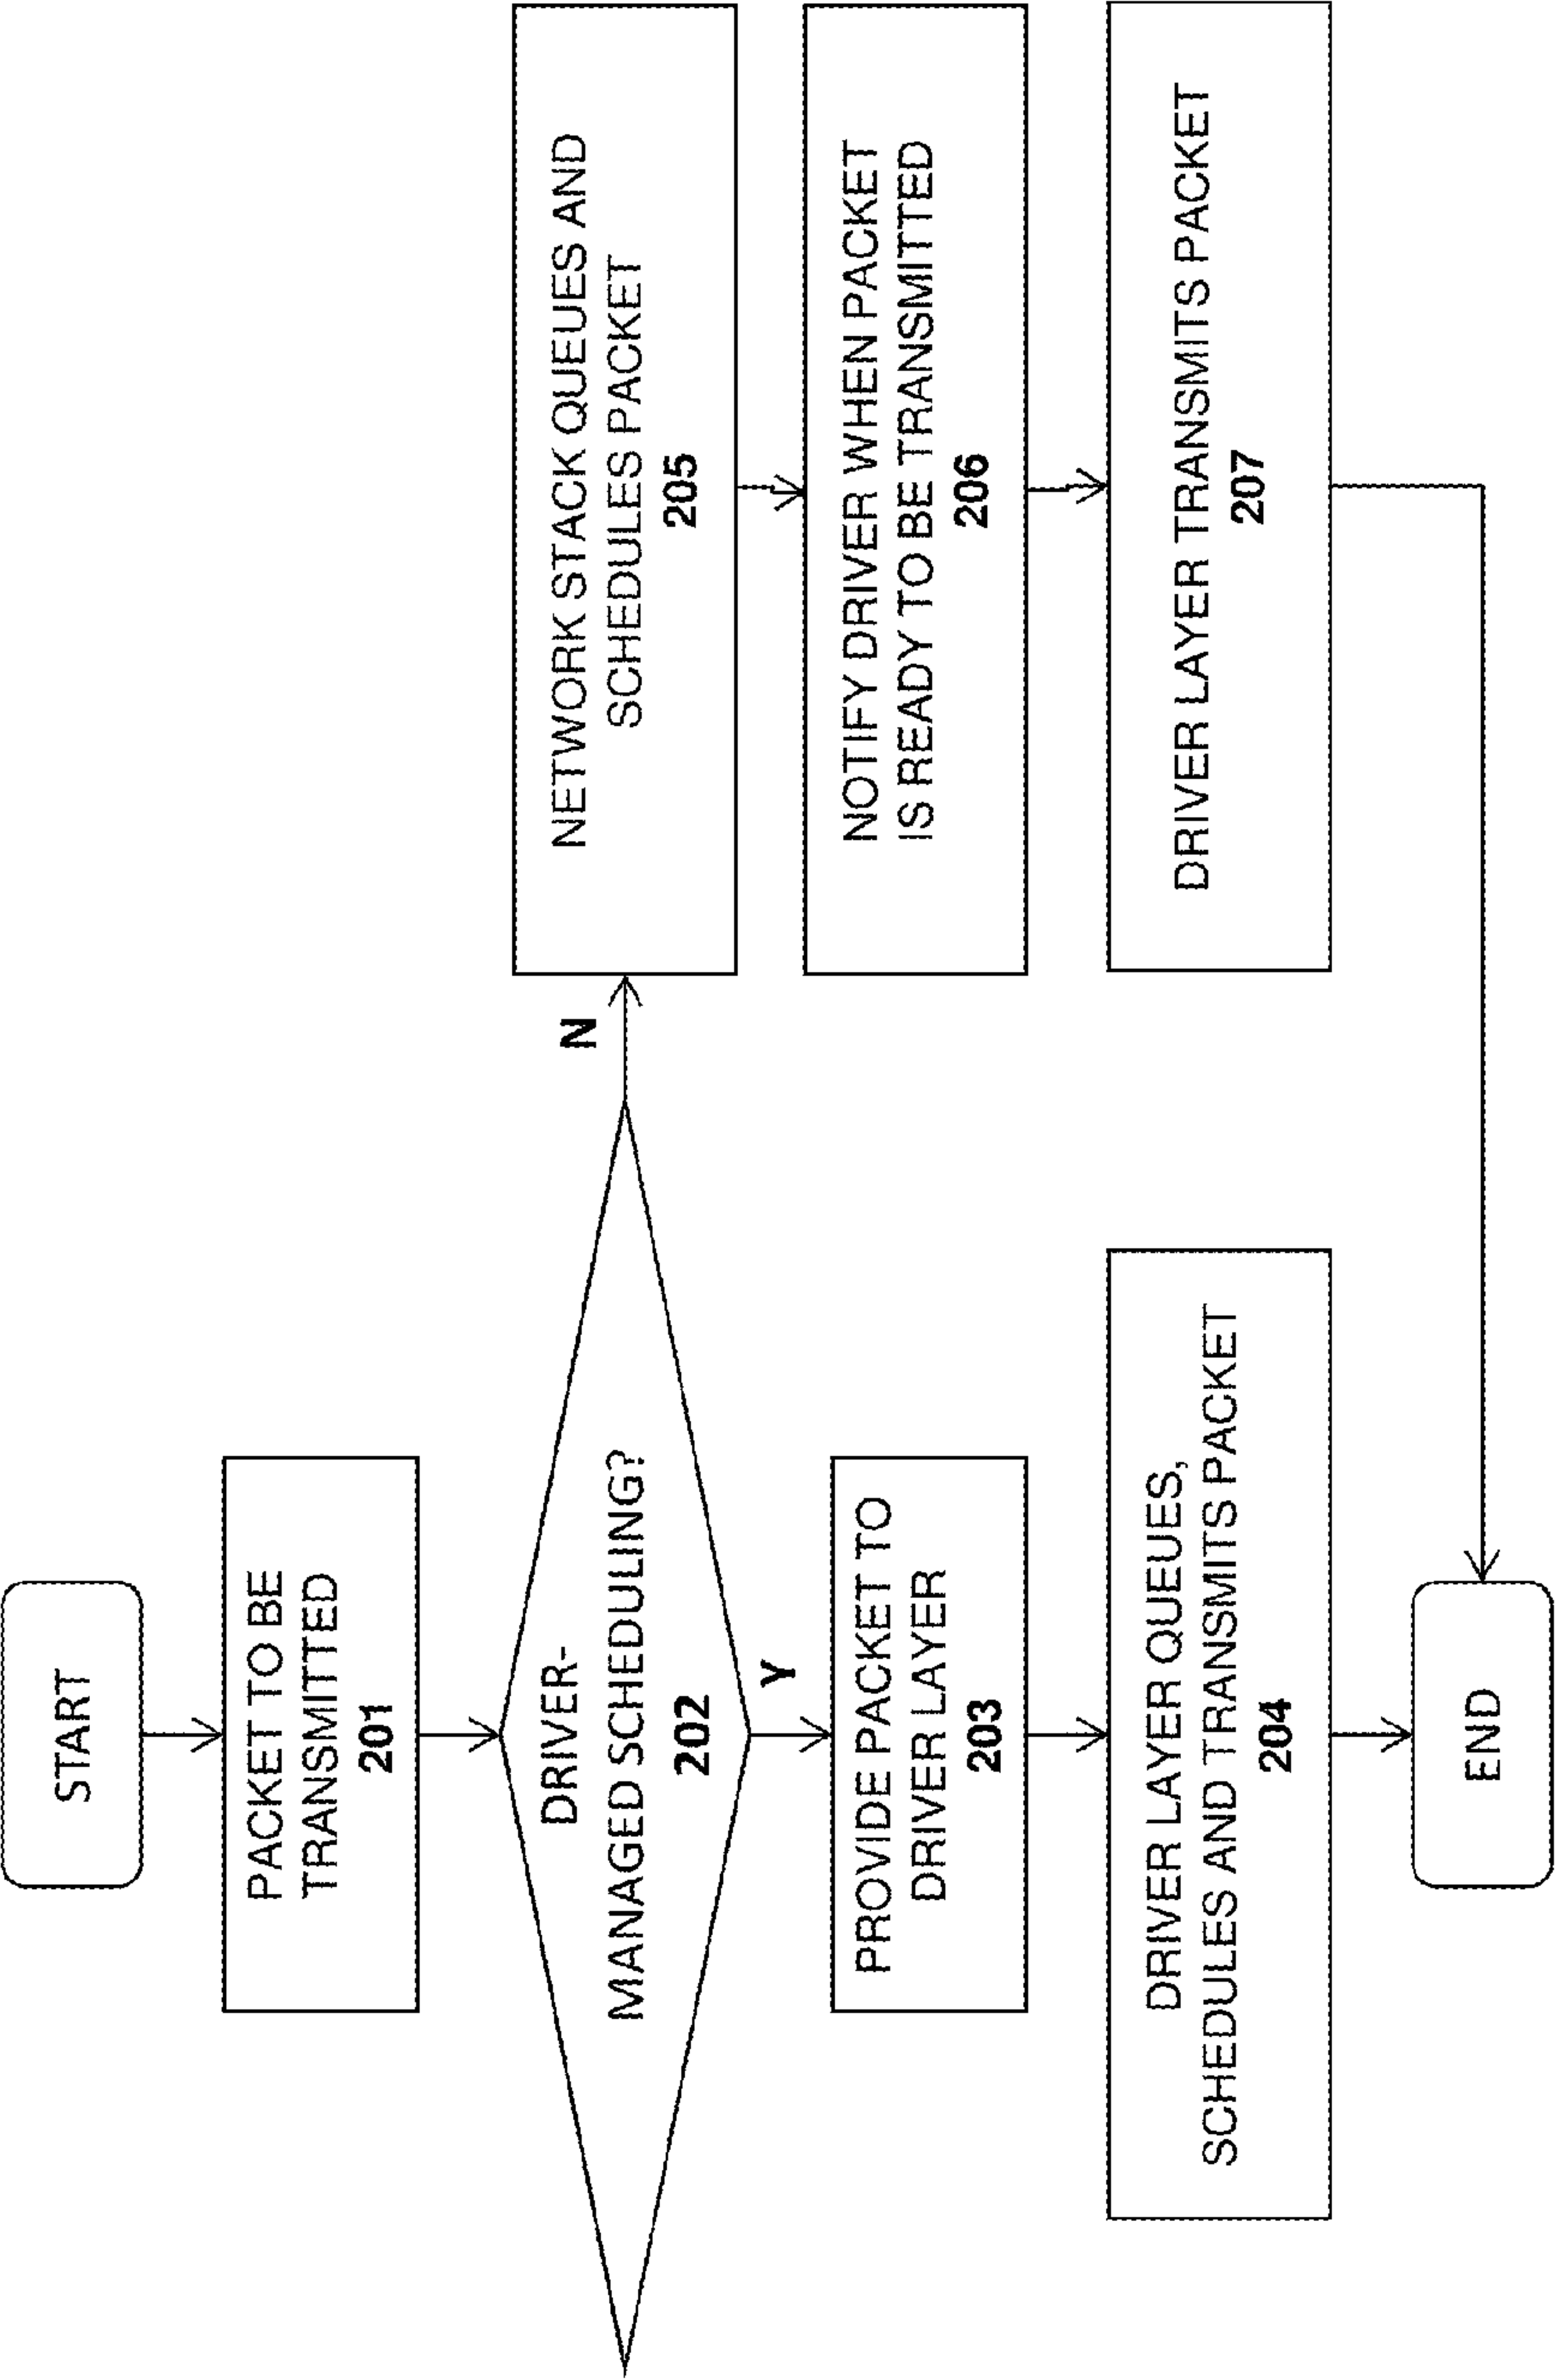 START
PACKET TO BE
TRANSMITTED
201
DRIVER-
MANAGED SCHEDULING?
202
Y
N
PROVIDE PACKET TO
DRIVER LAYER
203
DRIVER LAYER QUEUES,
SCHEDULES AND TRANSMITS PACKET
204
NETWORK STACK QUEUES AND
SCHEDULES PACKET
205
NOTIFY DRIVER WHEN PACKET
IS READY TO BE TRANSMITTED
206
DRIVER LAYER TRANSMITS PACKET
207
END